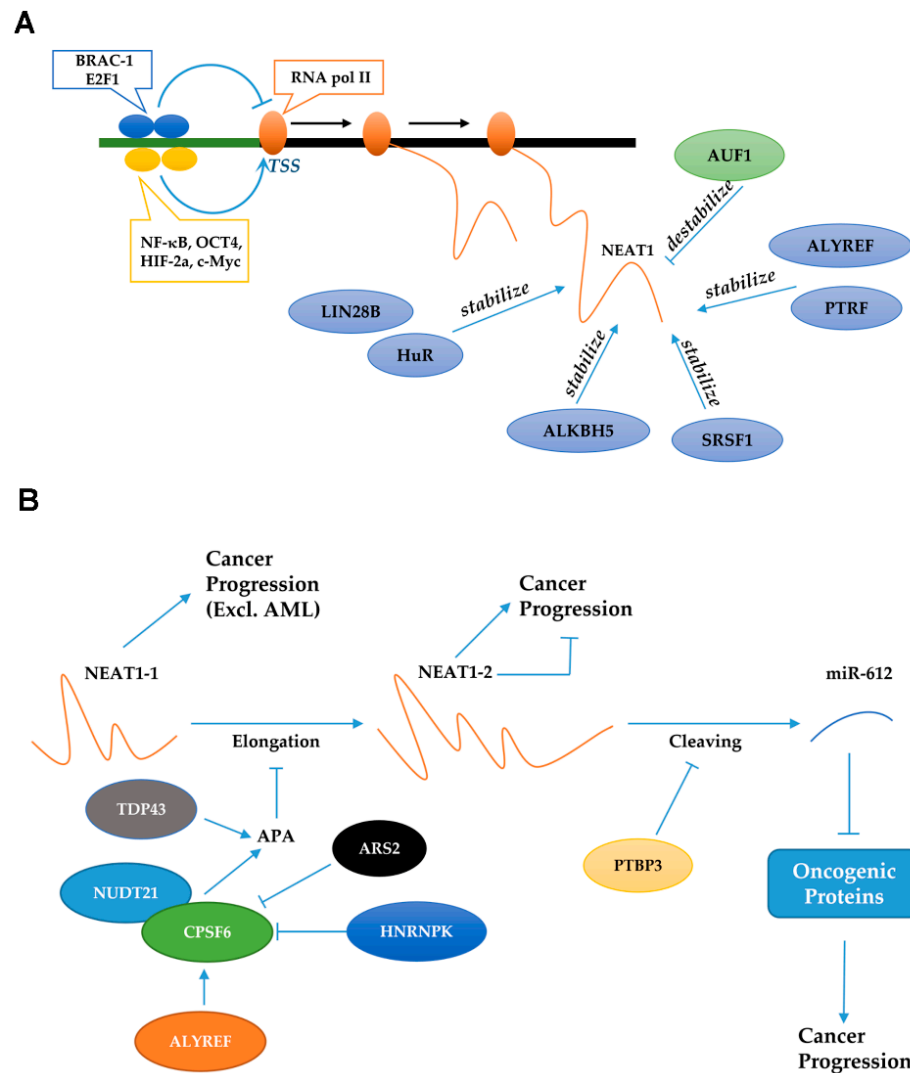 A
BRAC-1
E2F1
RNA pol II
TSS
NF-κB, OCT4,
HIF-2a, c-Myc
AUF1
destabilize
NEAT1
ALYREF
stabilize
PTRF
LIN28B
stabilize
HuR
stabilize
stabilize
ALKBH5
SRSF1
B
Cancer
Progression
(Excl. AML)
Cancer
Progression
NEAT1-1
NEAT1-2
miR-612
Elongation
Cleaving
TDP43
APA
ARS2
PTBP3
NUDT21
CPSF6
HNRNPK
Oncogenic
Proteins
ALYREF
Cancer
Progression